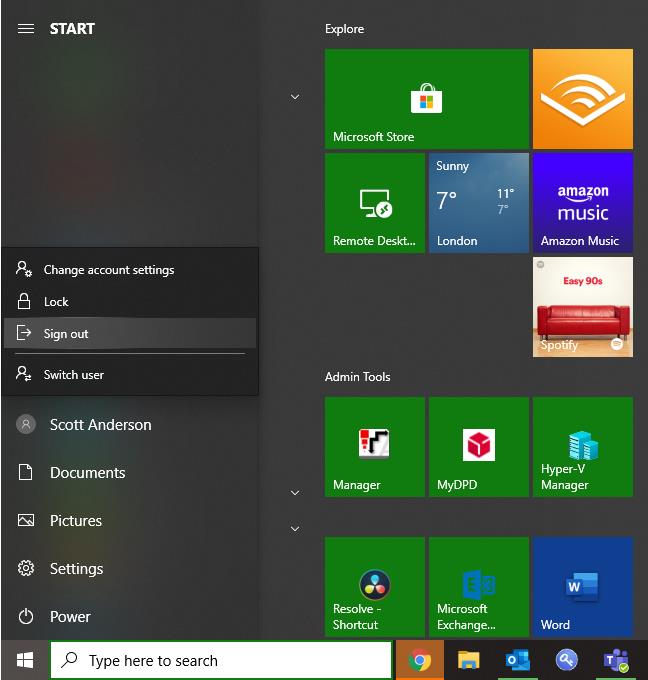 START
Change account settings
Lock
Sign out
Switch user
Scott Anderson
Documents
Pictures
Settings
Power
Explore
Microsoft Store
Remote Deskt...
Sunny
7°
11°
7°
London
amazon
music
Amazon Music
Easy 90s
Spotify
Admin Tools
Manager
MyDPD
Hyper-V
Manager
Resolve -
Shortcut
Microsoft
Exchange...
Word
Type here to search